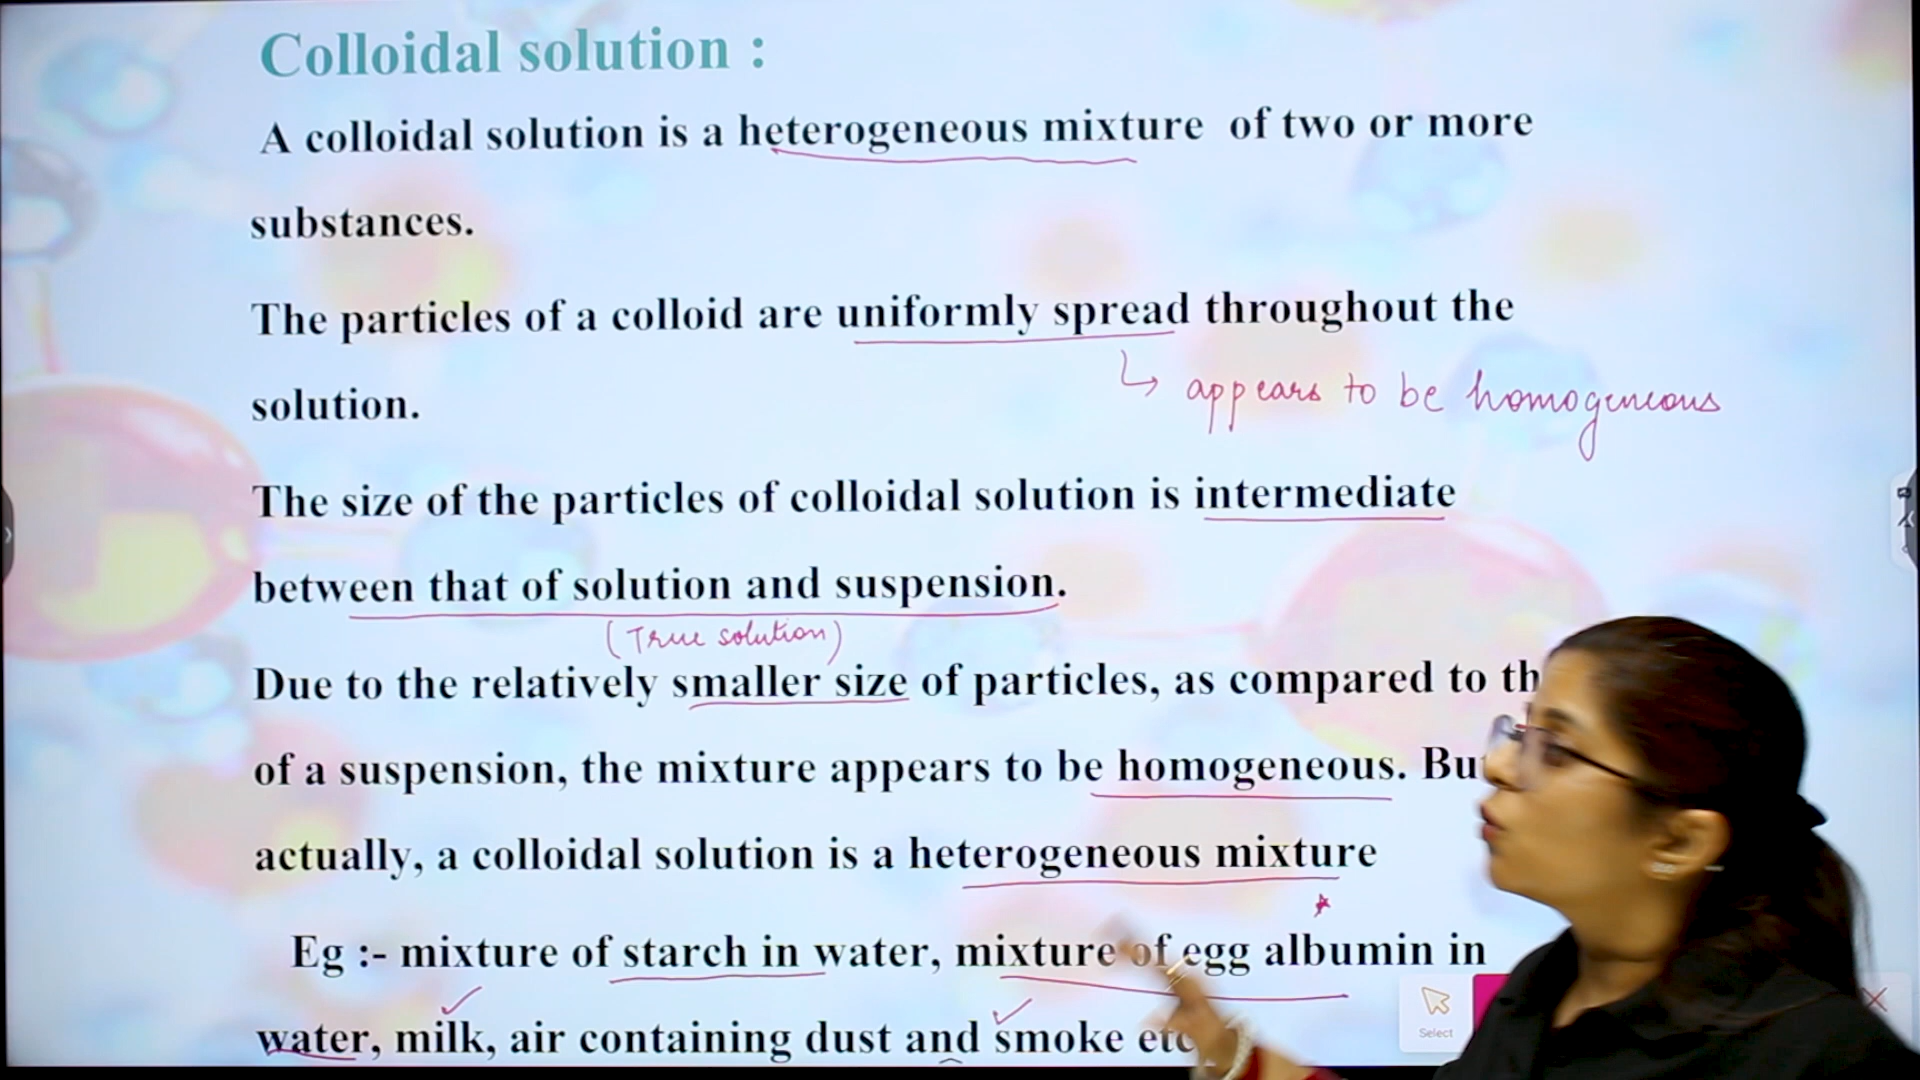 Colloidal solution :
A colloidal solution is a heterogeneous mixture of two or more
substances.
The particles of a colloid are uniformly spread throughout the
↳ appears to be homogeneous
solution.
The size of the particles of colloidal solution is intermediate
between that of solution and suspension.
(True solution)
Due to the relatively smaller size of particles, as compared to
of a suspension, the mixture appears to be homogeneous.
actually, a colloidal solution is a heterogeneous mixture
Eg :- mixture of starch in water, mixture of egg albumin in
water, milk, air containing dust and smoke etc
Select